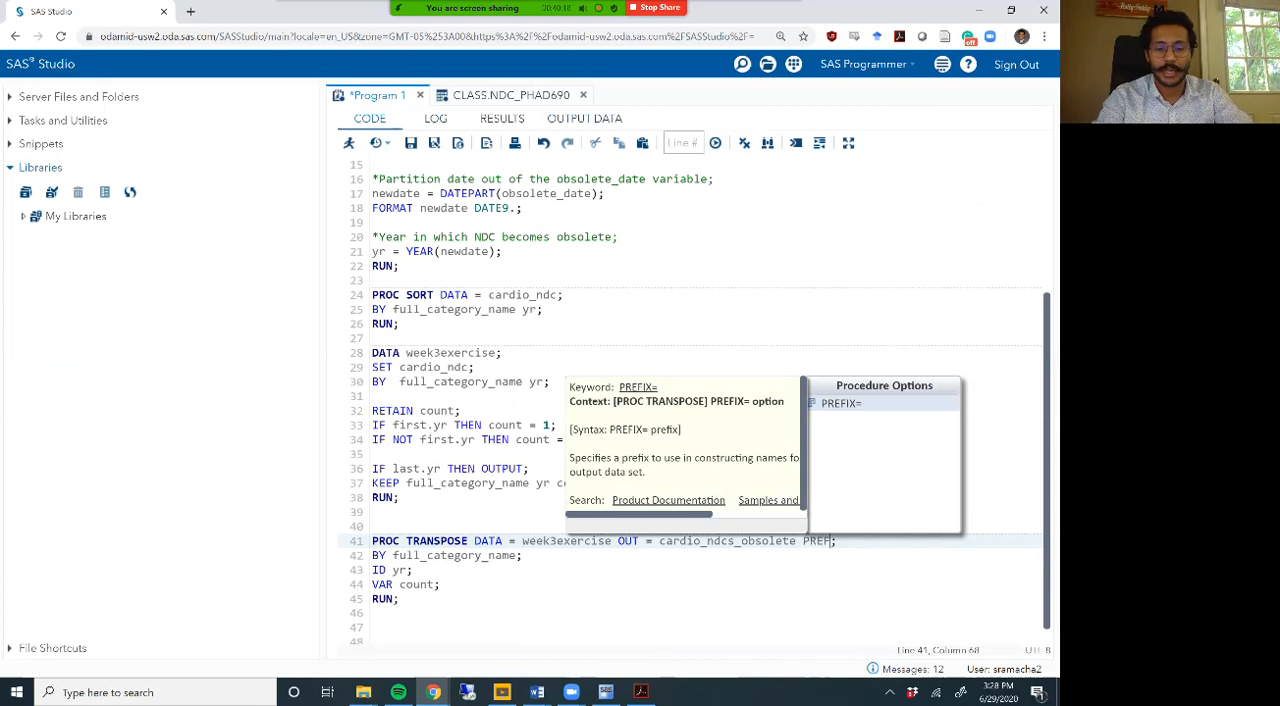 SAS Studio
You are screen sharing
Stop Share
odamid-usw2.oda.sas.com/SASStudio/main?locale=en_US&zone=GMT-05%253A00&https%3A%2F%2Fodamid-usw2.oda.sas.com%2FSASStudio%2F=
SAS® Studio
SAS Programmer
Sign Out
Server Files and Folders
Tasks and Utilities
Snippets
Libraries
My Libraries
File Shortcuts
*Program 1
CLASS.NDC_PHAD690
CODE
LOG
RESULTS
OUTPUT DATA
Line #
15
16 *Partition date out of the obsolete_date variable;
17 newdate = DATEPART(obsolete_date);
18 FORMAT newdate DATE9.;
19
20 *Year in which NDC becomes obsolete;
21 yr = YEAR(newdate);
22 RUN;
23
24 PROC SORT DATA = cardio_ndc;
25 BY full_category_name yr;
26 RUN;
27
28 DATA week3exercise;
29 SET cardio_ndc;
30 BY full_category_name yr;
31
32 RETAIN count;
33 IF first.yr THEN count = 1;
34 IF NOT first.yr THEN count =
35
36 IF last.yr THEN OUTPUT;
37 KEEP full_category_name yr co
38 RUN;
39
40
41 PROC TRANSPOSE DATA = week3exercise OUT = cardio_ndcs_obsolete PREF;
42 BY full_category_name;
43 ID yr;
44 VAR count;
45 RUN;
46
47
48
Keyword: PREFIX=
Context: [PROC TRANSPOSE] PREFIX= option
[Syntax: PREFIX= prefix]
Specifies a prefix to use in constructing names fo
output data set.
Search: Product Documentation Samples and
Procedure Options
PREFIX=
Line 41, Column 68
UTF-8
Messages: 12
User: sramacha2
Type here to search
3:28 PM
6/29/2020